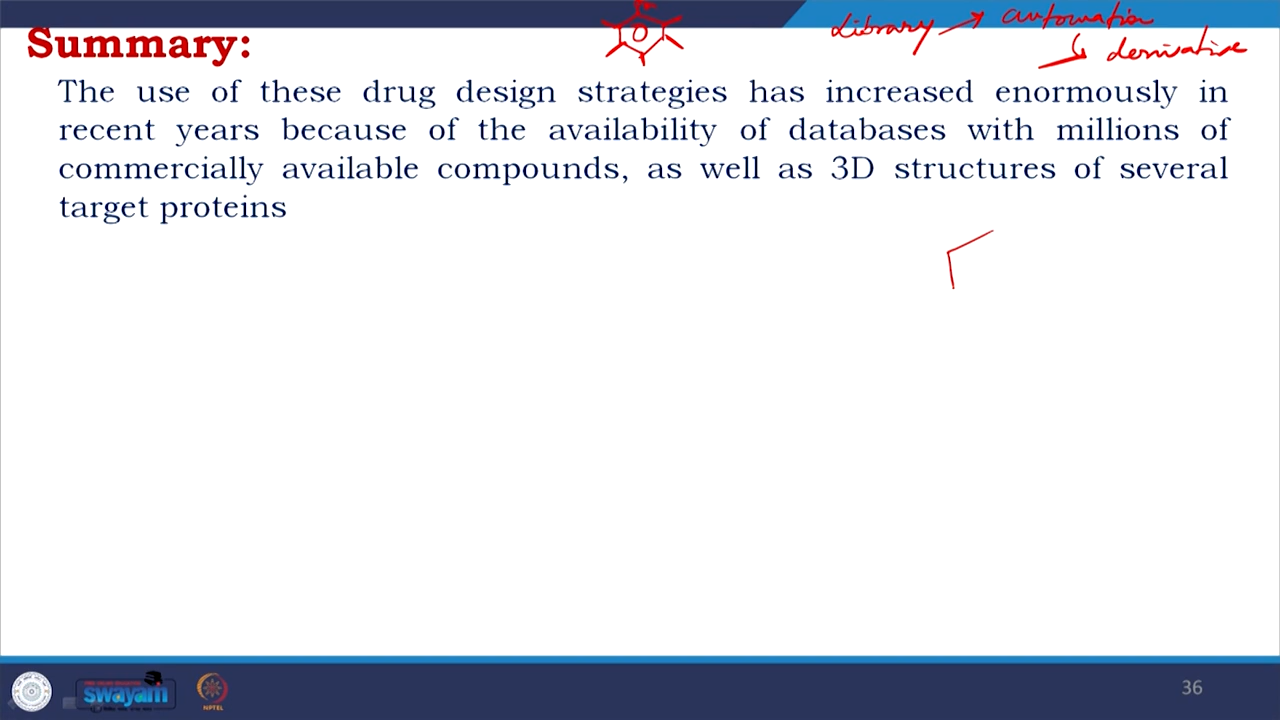 Library → automation
↳ derivative
Summary:
The use of these drug design strategies has increased enormously in
recent years because of the availability of databases with millions of
commercially available compounds, as well as 3D structures of several
target proteins
swayam
NPTEL
36